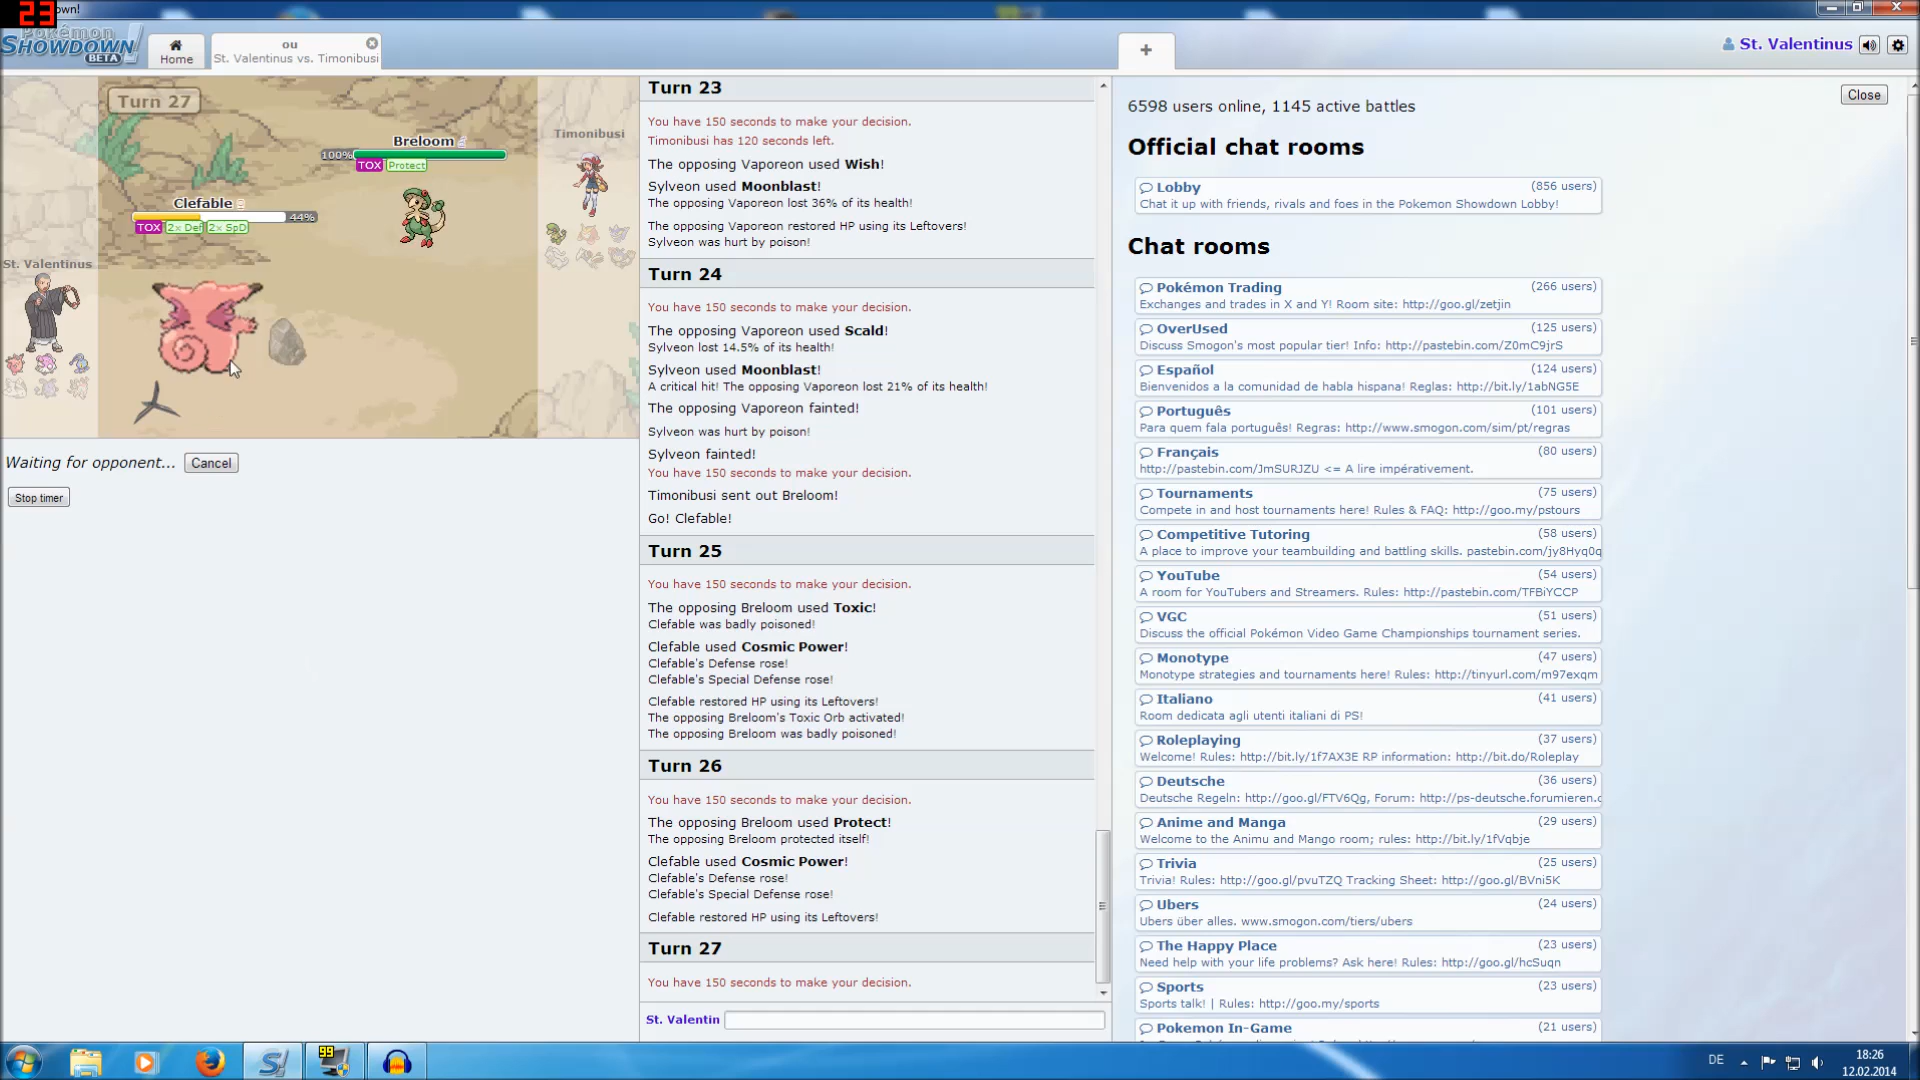 23
own!
Pokémon
SHOWDOWN!
BETA
Home
ou
St. Valentinus vs. Timonibusi
+
St. Valentinus
Turn 27
Breloom
100%
TOX Protect
Timonibusi
Clefable
44%
TOX 2x Def 2x SpD
St. Valentinus
Waiting for opponent... Cancel
Stop timer
Turn 23
You have 150 seconds to make your decision.
Timonibusi has 120 seconds left.
The opposing Vaporeon used Wish!
Sylveon used Moonblast!
The opposing Vaporeon lost 36% of its health!
The opposing Vaporeon restored HP using its Leftovers!
Sylveon was hurt by poison!
Turn 24
You have 150 seconds to make your decision.
The opposing Vaporeon used Scald!
Sylveon lost 14.5% of its health!
Sylveon used Moonblast!
A critical hit! The opposing Vaporeon lost 21% of its health!
The opposing Vaporeon fainted!
Sylveon was hurt by poison!
Sylveon fainted!
You have 150 seconds to make your decision.
Timonibusi sent out Breloom!
Go! Clefable!
Turn 25
You have 150 seconds to make your decision.
The opposing Breloom used Toxic!
Clefable was badly poisoned!
Clefable used Cosmic Power!
Clefable's Defense rose!
Clefable's Special Defense rose!
Clefable restored HP using its Leftovers!
The opposing Breloom's Toxic Orb activated!
The opposing Breloom was badly poisoned!
Turn 26
You have 150 seconds to make your decision.
The opposing Breloom used Protect!
The opposing Breloom protected itself!
Clefable used Cosmic Power!
Clefable's Defense rose!
Clefable's Special Defense rose!
Clefable restored HP using its Leftovers!
Turn 27
You have 150 seconds to make your decision.
St. Valentin
6598 users online, 1145 active battles
Close
Official chat rooms
Lobby (856 users)
Chat it up with friends, rivals and foes in the Pokemon Showdown Lobby!
Chat rooms
Pokémon Trading (266 users)
Exchanges and trades in X and Y! Room site: http://goo.gl/zetjin
OverUsed (125 users)
Discuss Smogon's most popular tier! Info: http://pastebin.com/Z0mC9jrS
Español (124 users)
Bienvenidos a la comunidad de habla hispana! Reglas: http://bit.ly/1abNG5E
Português (101 users)
Para quem fala português! Regras: http://www.smogon.com/sim/pt/regras
Français (80 users)
http://pastebin.com/JmSURJZU <= A lire impérativement.
Tournaments (75 users)
Compete in and host tournaments here! Rules & FAQ: http://goo.my/pstours
Competitive Tutoring (58 users)
A place to improve your teambuilding and battling skills. pastebin.com/jy8Hyq0q
YouTube (54 users)
A room for YouTubers and Streamers. Rules: http://pastebin.com/TFBiYCCP
VGC (51 users)
Discuss the official Pokémon Video Game Championships tournament series.
Monotype (47 users)
Monotype strategies and tournaments here! Rules: http://tinyurl.com/m97exqm
Italiano (41 users)
Room dedicata agli utenti italiani di PS!
Roleplaying (37 users)
Welcome! Rules: http://bit.ly/1f7AX3E RP information: http://bit.do/Roleplay
Deutsche (36 users)
Deutsche Regeln: http://goo.gl/FTV6Qg, Forum: http://ps-deutsche.forumieren.c
Anime and Manga (29 users)
Welcome to the Animu and Mango room; rules: http://bit.ly/1fVqbje
Trivia (25 users)
Trivia! Rules: http://goo.gl/pvuTZQ Tracking Sheet: http://goo.gl/BVni5K
Ubers (24 users)
Ubers über alles. www.smogon.com/tiers/ubers
The Happy Place (23 users)
Need help with your life problems? Ask here! Rules: http://goo.gl/hcSuqn
Sports (23 users)
Sports talk! | Rules: http://goo.my/sports
Pokemon In-Game (21 users)
99
DE
18:26
12.02.2014